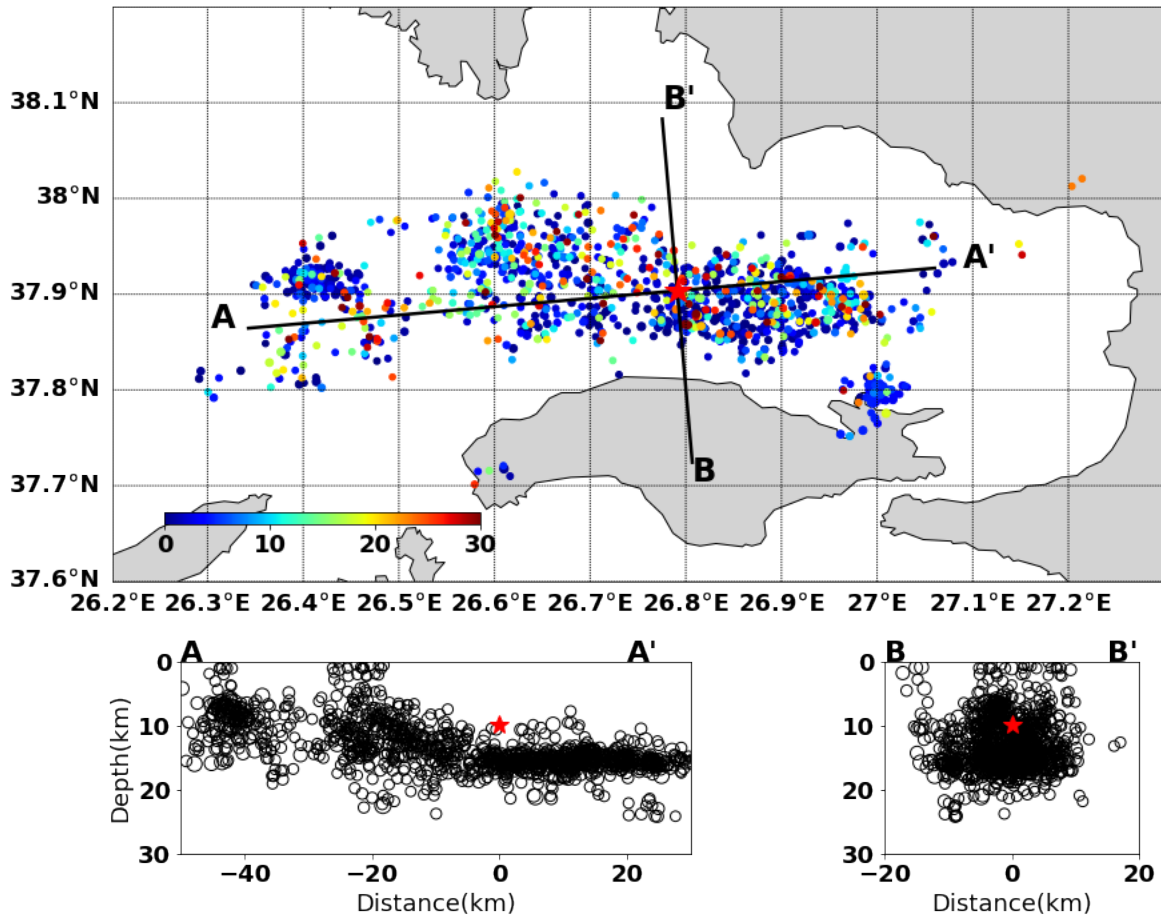 38.1°N
38°N
37.9°N
37.8°N
37.7°N
37.6°N
B'
A'
A
B
0 10 20 30
26.2°E 26.3°E 26.4°E 26.5°E 26.6°E 26.7°E 26.8°E 26.9°E 27°E 27.1°E 27.2°E
A A' B B'
0 0
10 10
20 20
30 30
Depth(km)
−40 −20 0 20 −20 0 20
Distance(km) Distance(km)